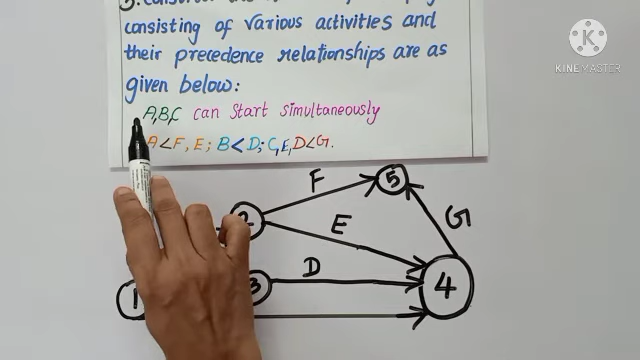 consisting of various activities and
their precedence relationships are as
given below:
A,B,C can start simultaneously
A<F, E; B<D; C,E,D<G.
KINEMASTER
F
5
E
G
2
D
3
4
1